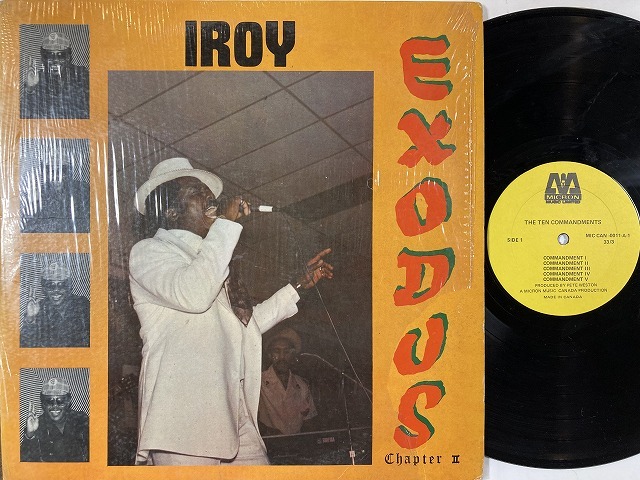 IROY
EXODUS
Chapter II
MICRON
THE TEN COMMANDMENTS
SIDE 1
MIC CAN -0011-A-1
33/3
COMMANDMENT I
COMMANDMENT II
COMMANDMENT III
COMMANDMENT IV
COMMANDMENT V
PRODUCED BY PETE WESTON
A MICRON MUSIC CANADA PRODUCTION
MADE IN CANADA